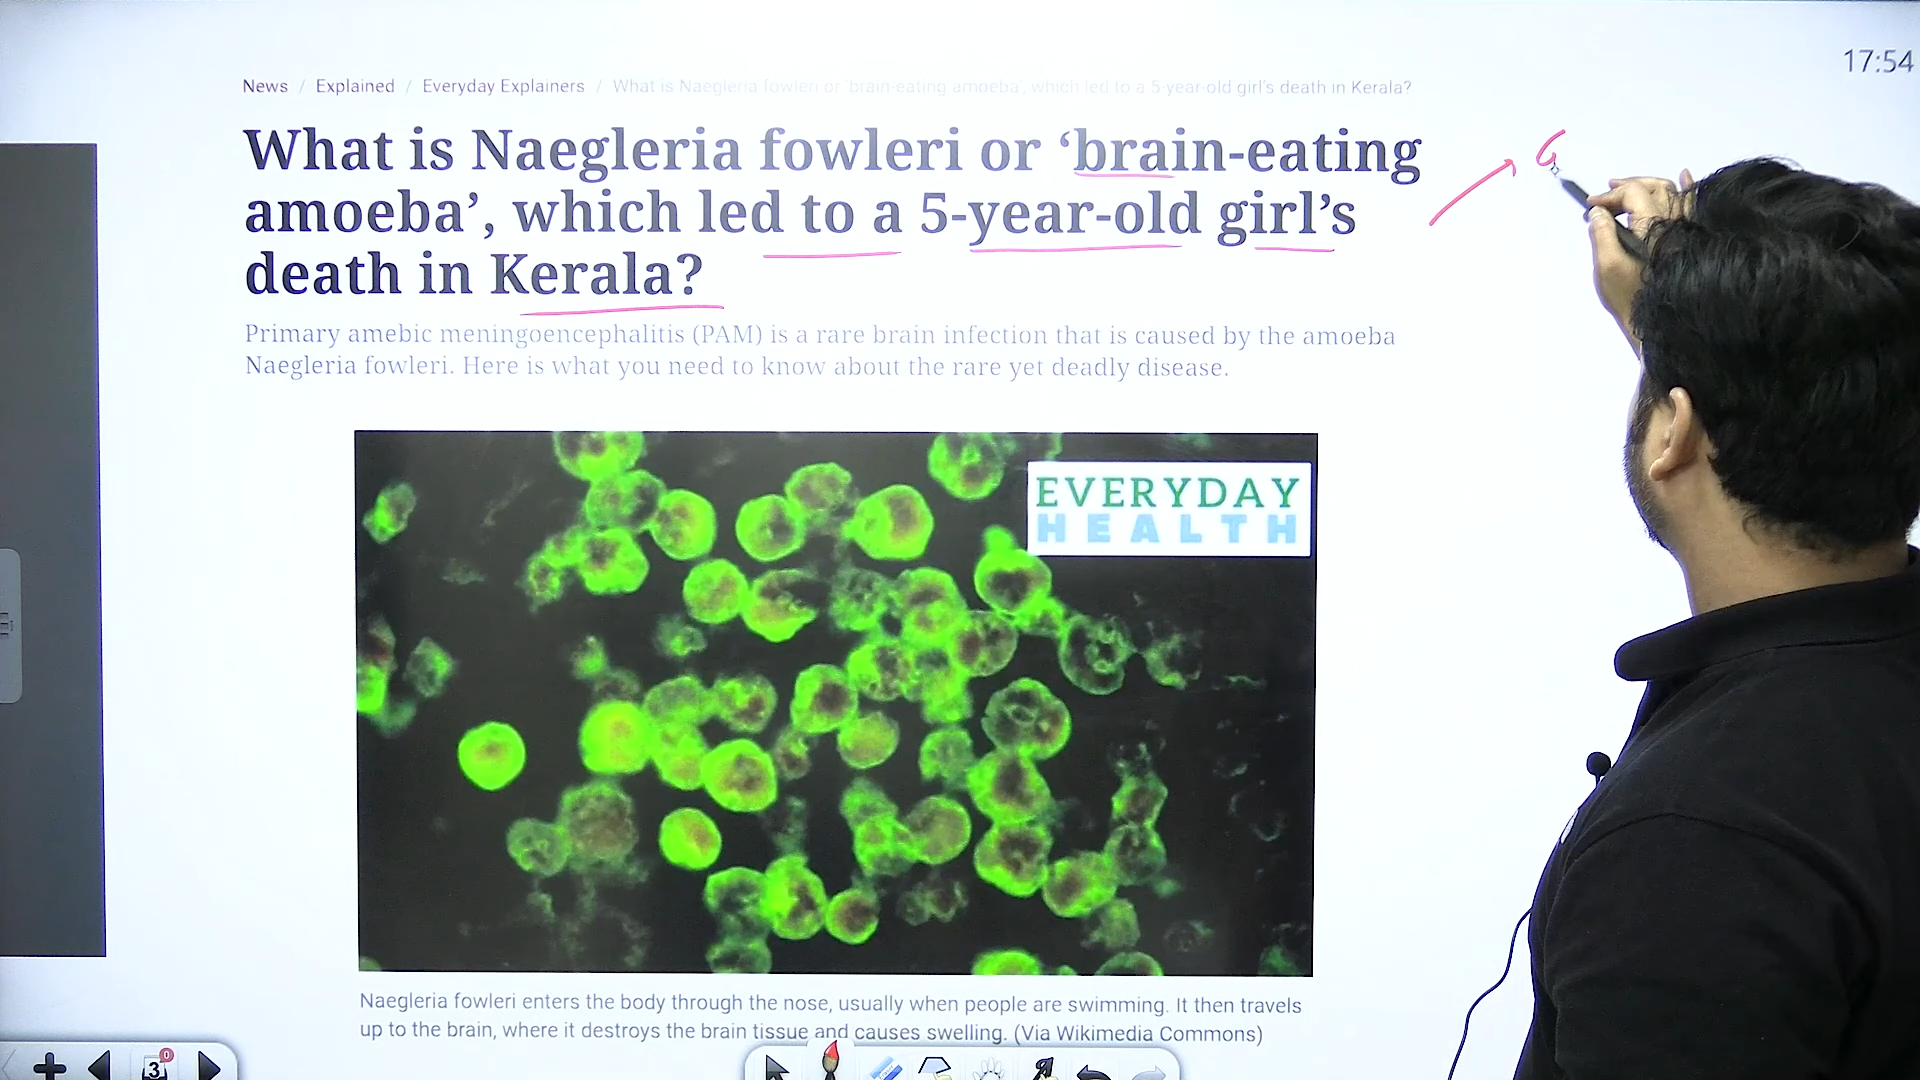 17:54
News / Explained / Everyday Explainers / What is Naegleria fowleri or 'brain-eating amoeba', which led to a 5-year-old girl's death in Kerala?
What is Naegleria fowleri or ‘brain-eating
amoeba’, which led to a 5-year-old girl’s
death in Kerala?
Primary amebic meningoencephalitis (PAM) is a rare brain infection that is caused by the amoeba
Naegleria fowleri. Here is what you need to know about the rare yet deadly disease.
EVERYDAY
HEALTH
Naegleria fowleri enters the body through the nose, usually when people are swimming. It then travels
up to the brain, where it destroys the brain tissue and causes swelling. (Via Wikimedia Commons)
3
0